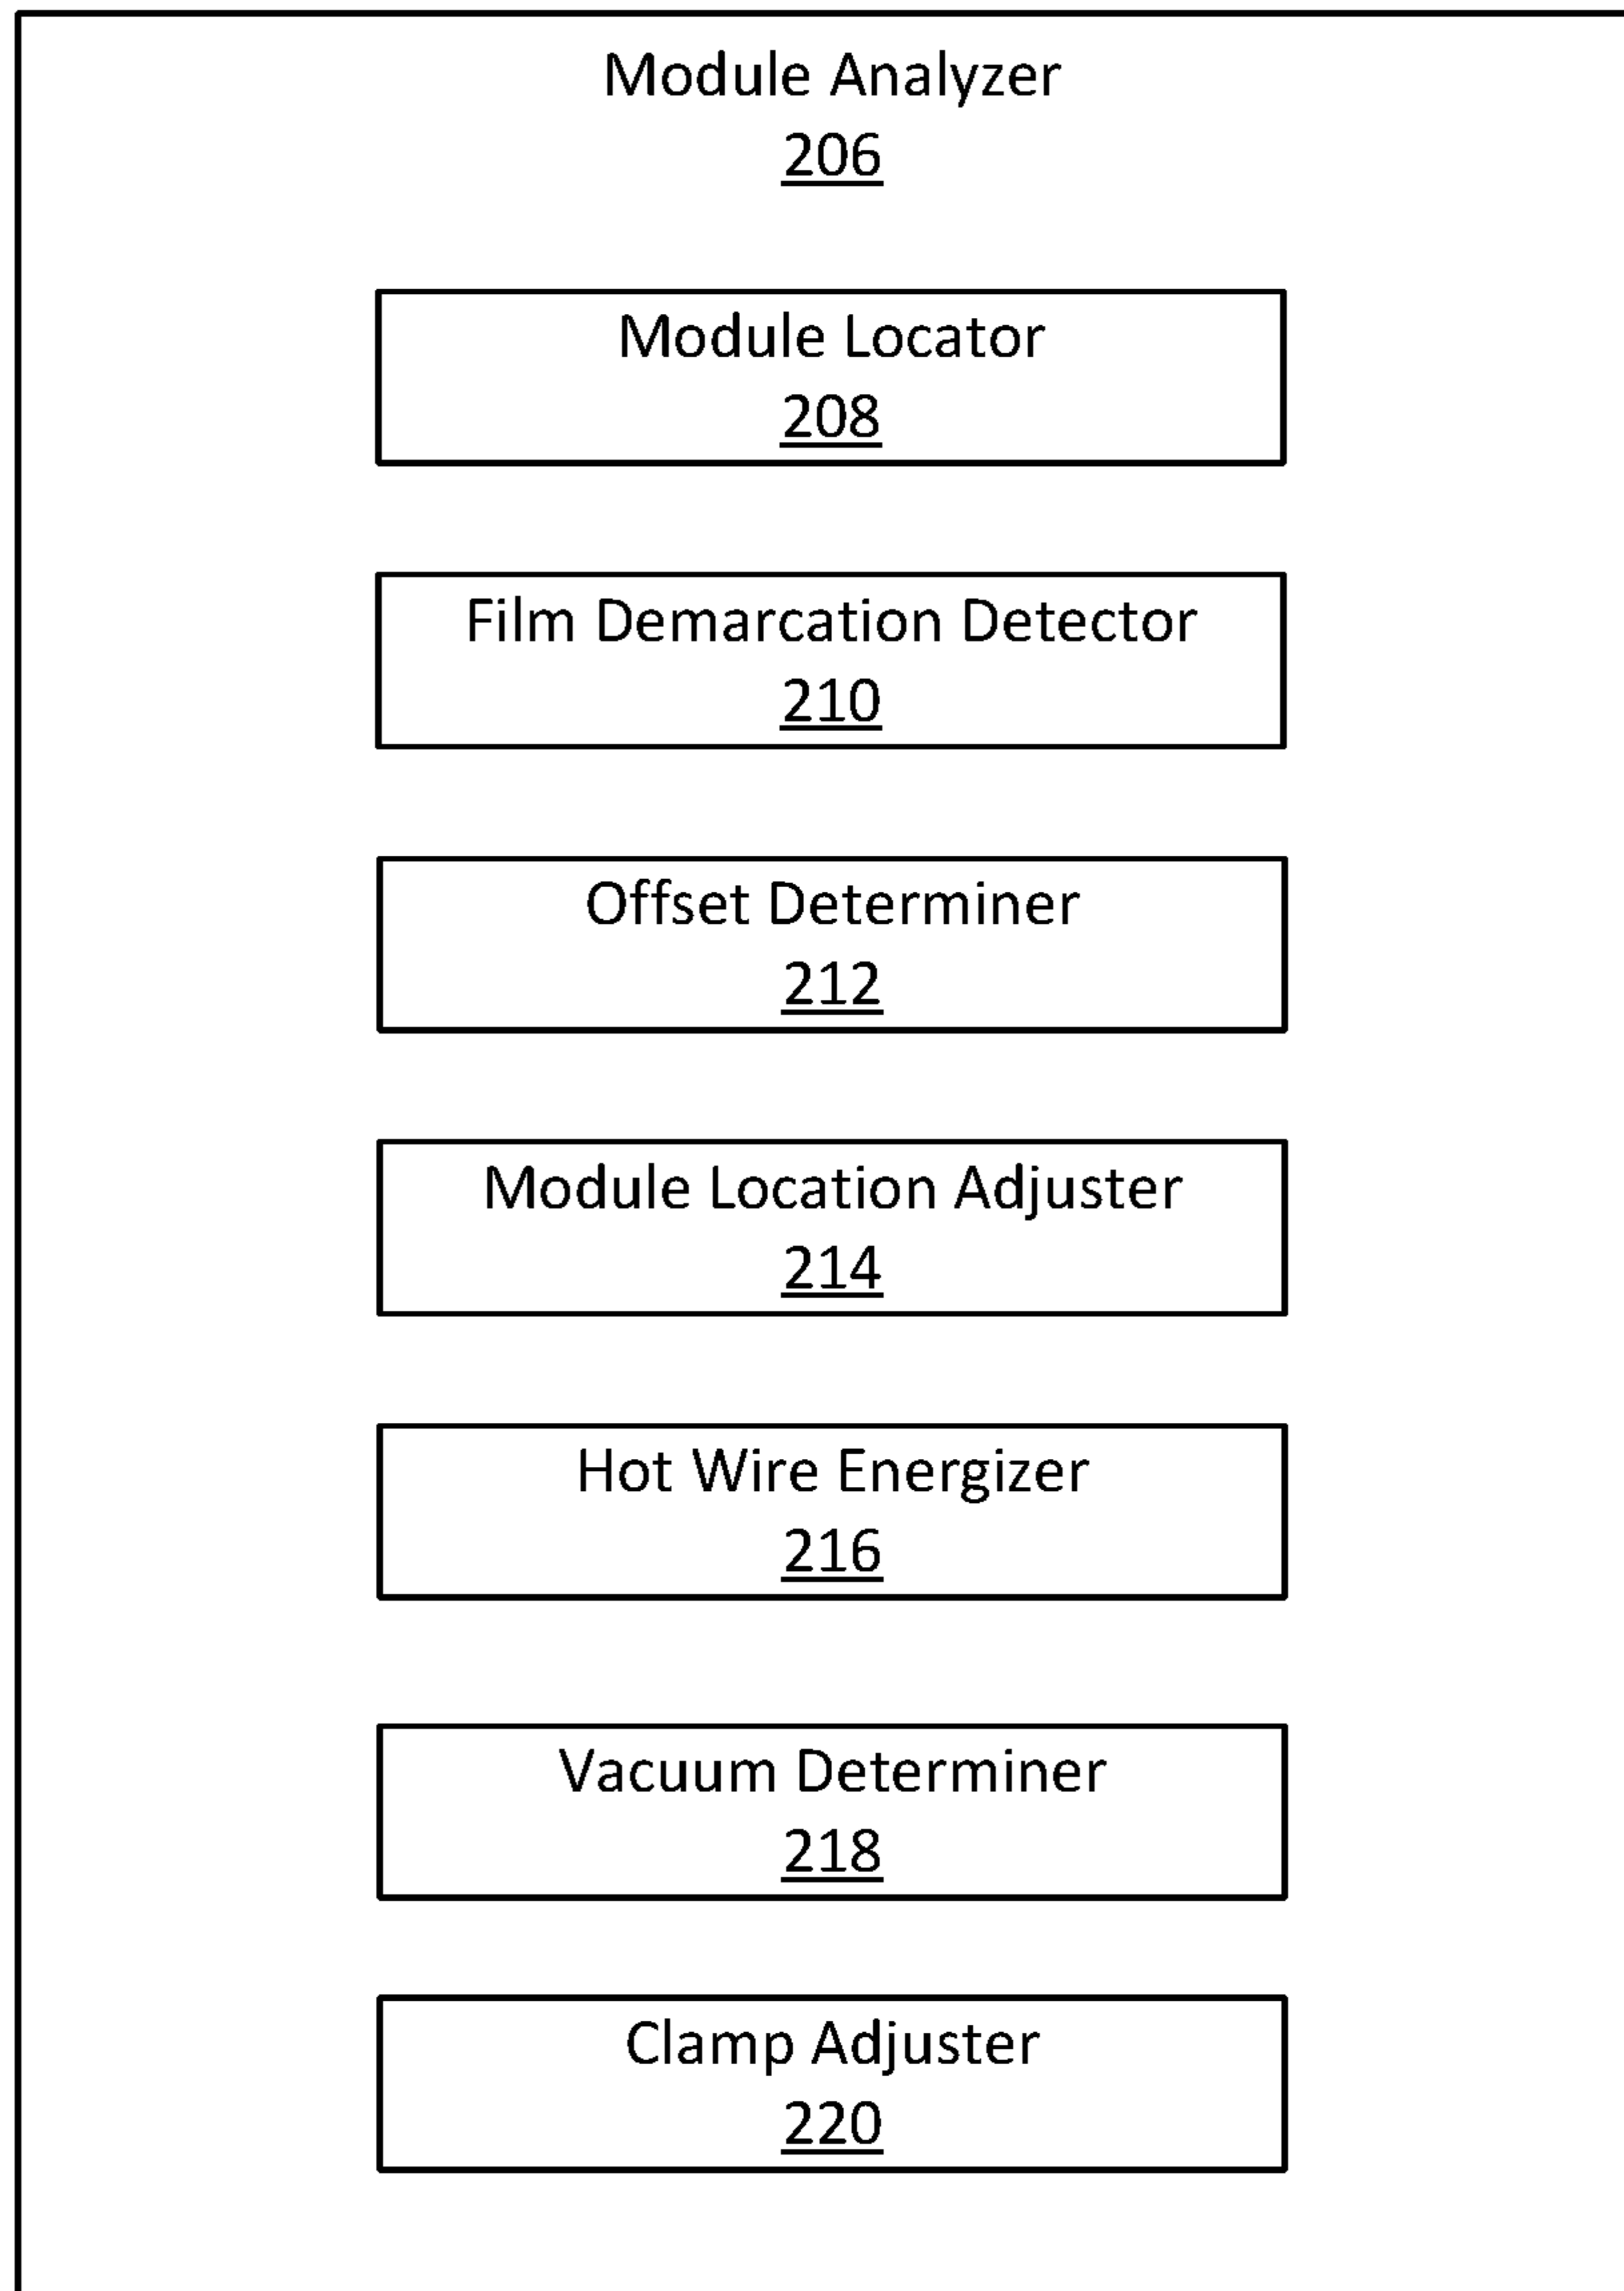 Module Analyzer
206
Module Locator
208
Film Demarcation Detector
210
Offset Determiner
212
Module Location Adjuster
214
Hot Wire Energizer
216
Vacuum Determiner
218
Clamp Adjuster
220